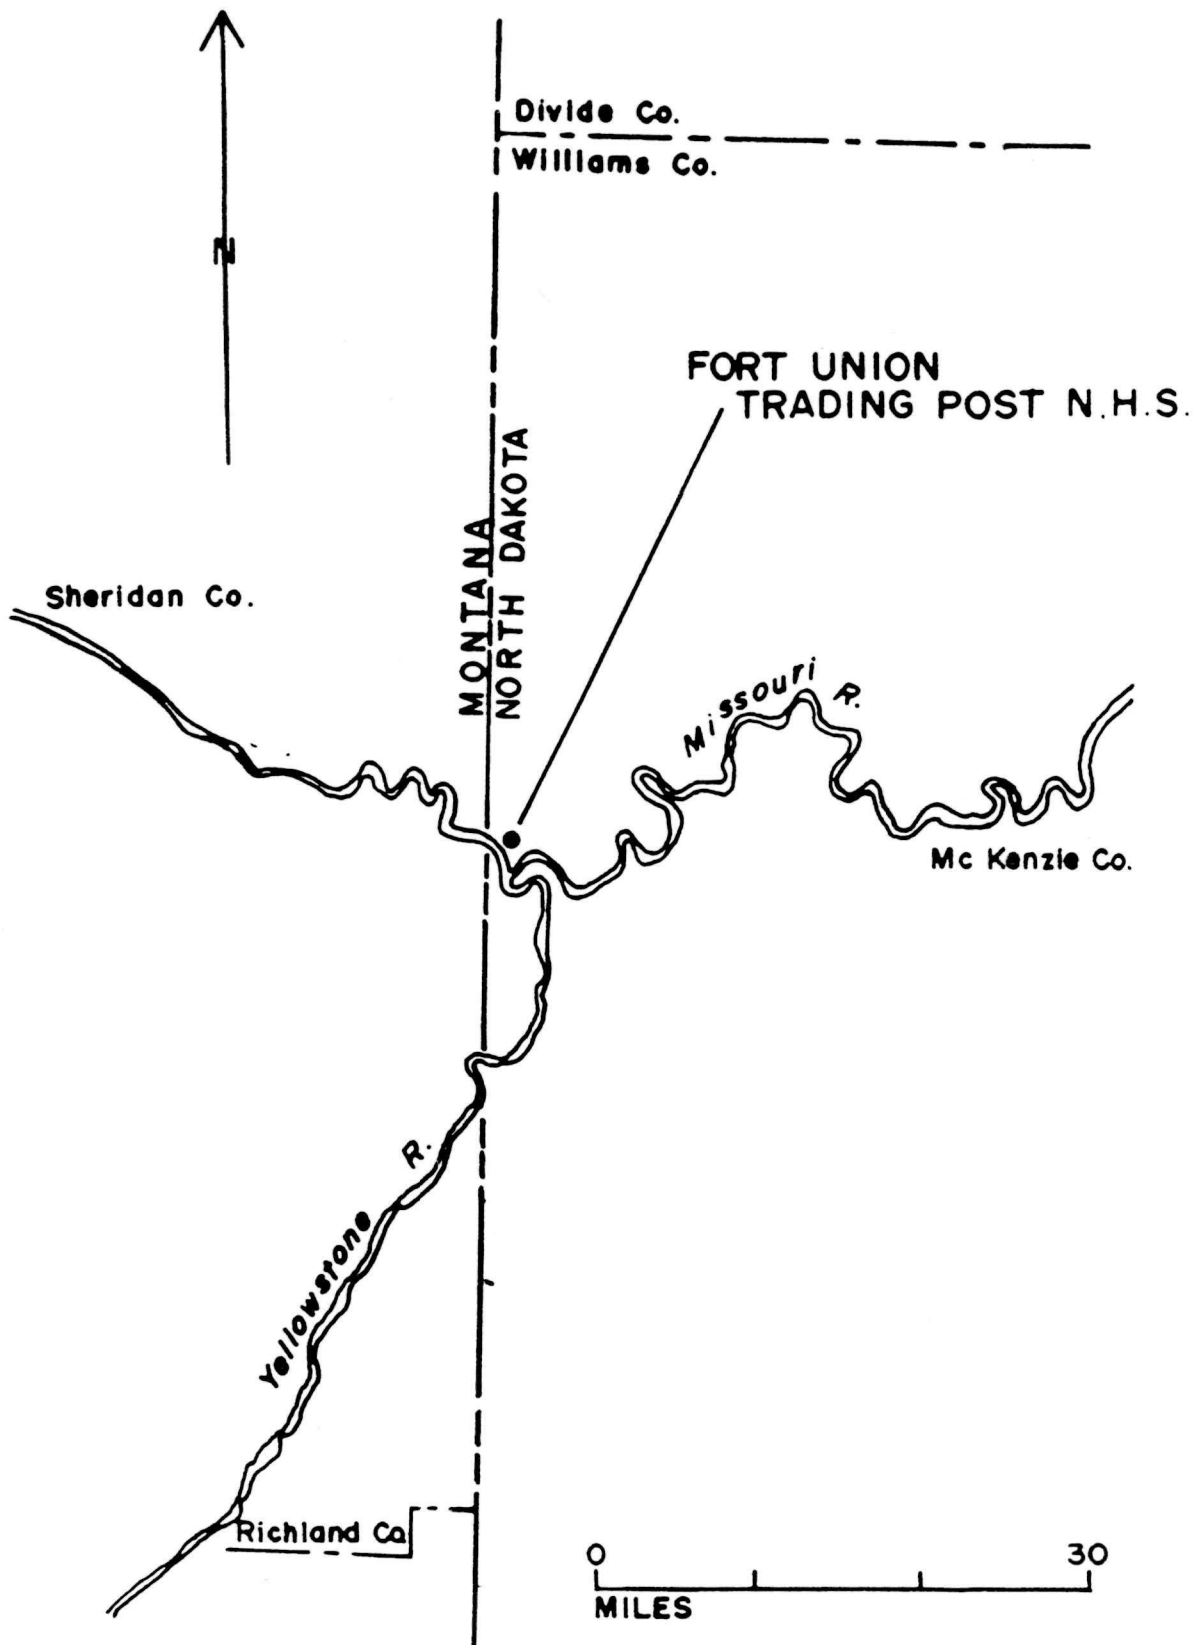 Divide Co.
Williams Co.
N
FORT UNION
TRADING POST N.H.S.
MONTANA
NORTH DAKOTA
Sheridan Co.
Missouri R.
Mc Kenzie Co.
Yellowstone R.
Richland Co
0 30
MILES